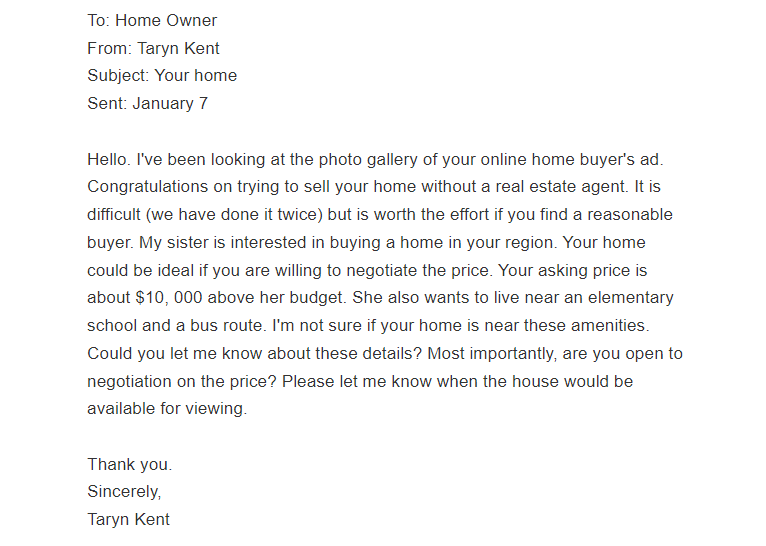 To: Home Owner
From: Taryn Kent
Subject: Your home
Sent: January 7
Hello. I've been looking at the photo gallery of your online home buyer's ad.
Congratulations on trying to sell your home without a real estate agent. It is
difficult (we have done it twice) but is worth the effort if you find a reasonable
buyer. My sister is interested in buying a home in your region. Your home
could be ideal if you are willing to negotiate the price. Your asking price is
about $10, 000 above her budget. She also wants to live near an elementary
school and a bus route. I'm not sure if your home is near these amenities.
Could you let me know about these details? Most importantly, are you open to
negotiation on the price? Please let me know when the house would be
available for viewing.
Thank you.
Sincerely,
Taryn Kent